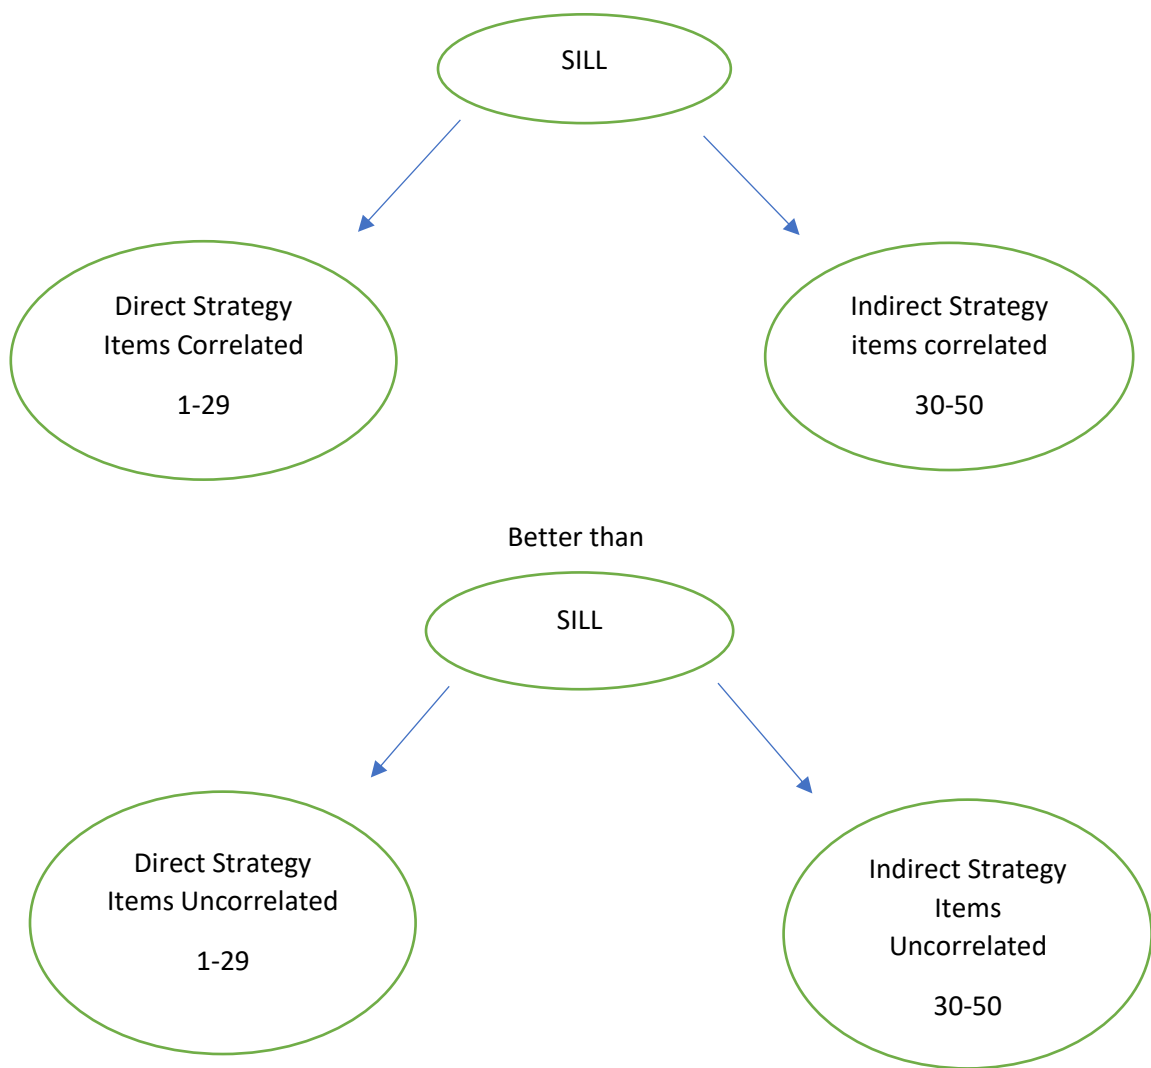 SILL
Direct Strategy
Items Correlated
1-29
Indirect Strategy
items correlated
30-50
Better than
SILL
Direct Strategy
Items Uncorrelated
1-29
Indirect Strategy
Items
Uncorrelated
30-50